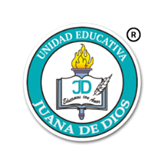 ®
UNIDAD EDUCATIVA
JD
JUANA DE DIOS